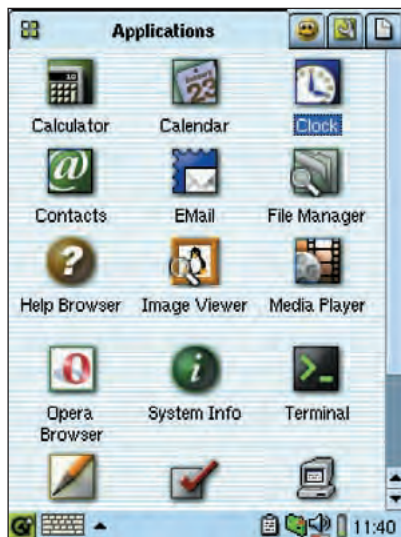 Applications
Calculator
Calendar
Clock
Contacts
EMail
File Manager
Help Browser
Image Viewer
Media Player
Opera
Browser
System Info
Terminal
11:40